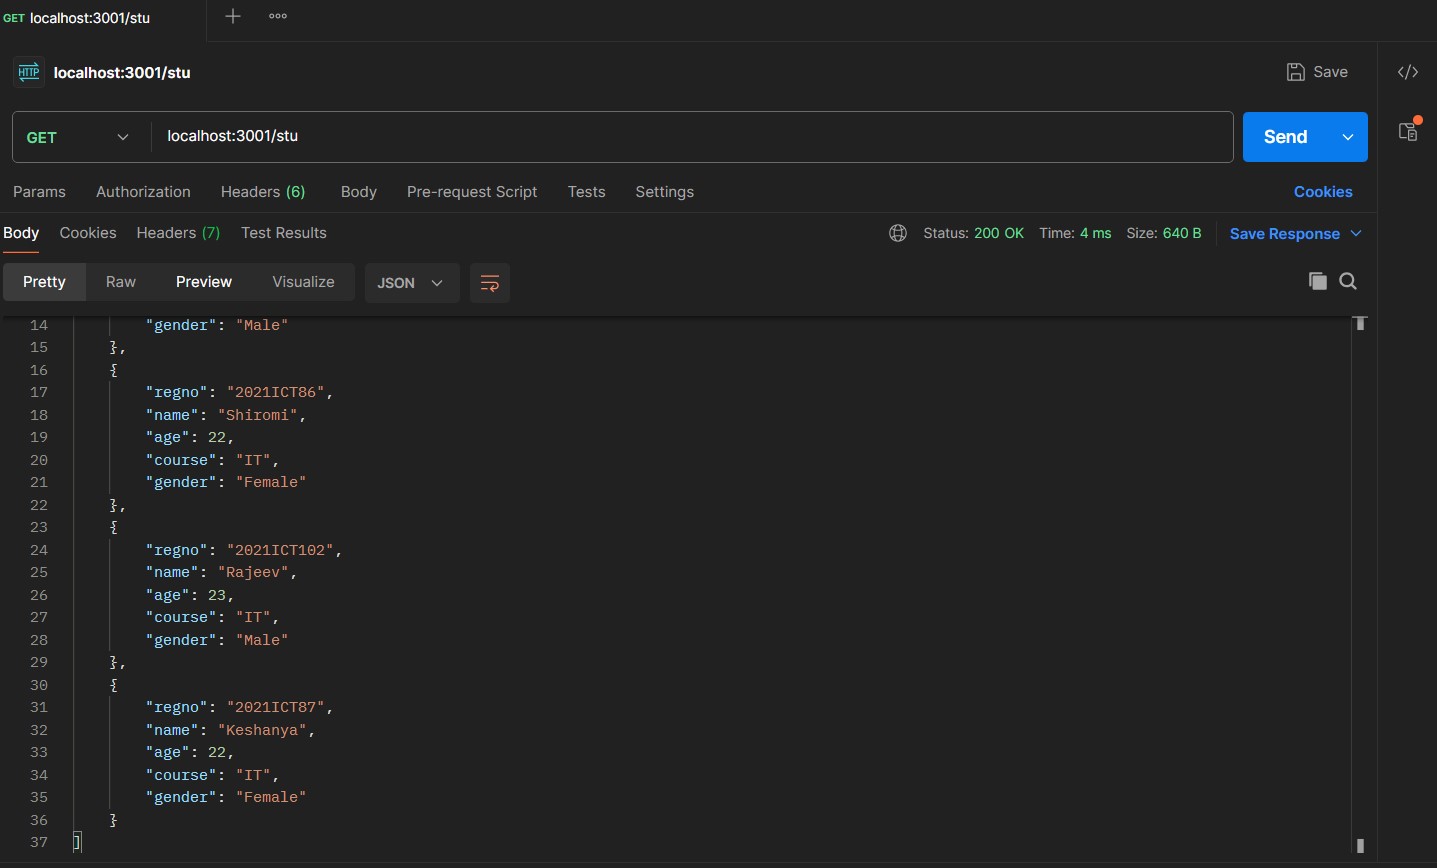 GET localhost:3001/stu
HTTP localhost:3001/stu Save
GET localhost:3001/stu Send
Params Authorization Headers (6) Body Pre-request Script Tests Settings Cookies
Body Cookies Headers (7) Test Results Status: 200 OK Time: 4 ms Size: 640 B Save Response
Pretty Raw Preview Visualize JSON
14 "gender": "Male"
15 },
16 {
17 "regno": "2021ICT86",
18 "name": "Shiromi",
19 "age": 22,
20 "course": "IT",
21 "gender": "Female"
22 },
23 {
24 "regno": "2021ICT102",
25 "name": "Rajeev",
26 "age": 23,
27 "course": "IT",
28 "gender": "Male"
29 },
30 {
31 "regno": "2021ICT87",
32 "name": "Keshanya",
33 "age": 22,
34 "course": "IT",
35 "gender": "Female"
36 }
37 ]